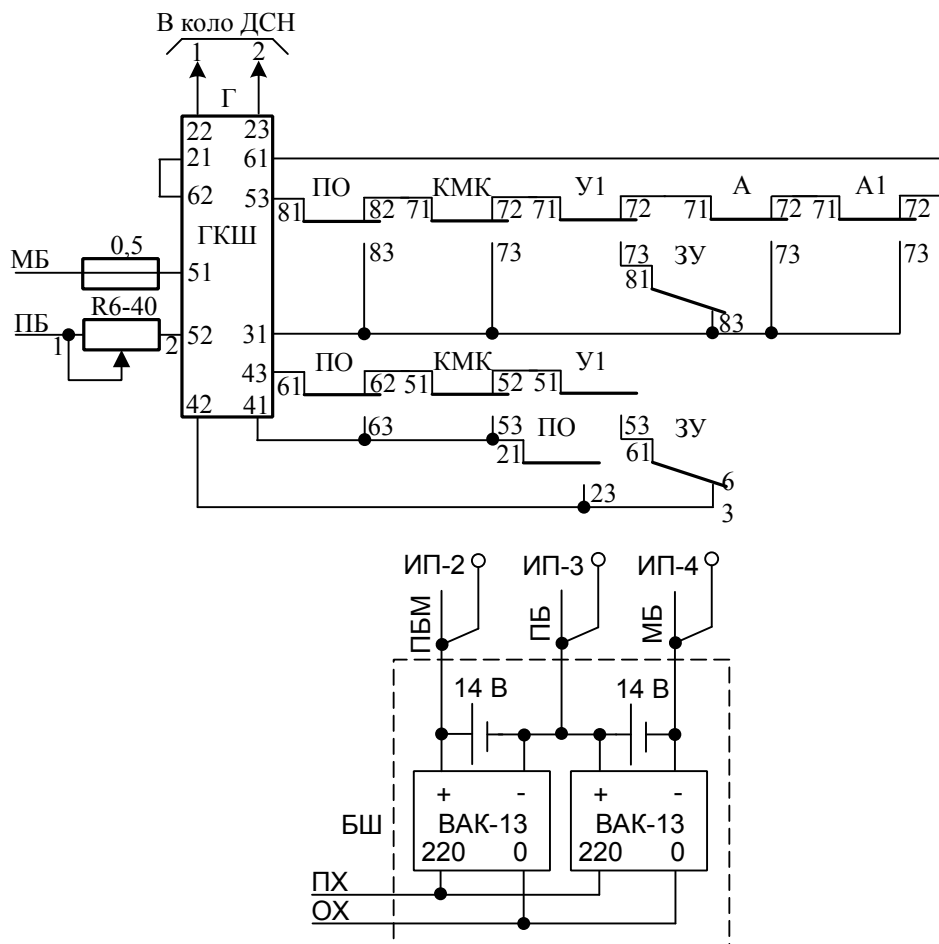 В коло ДСН
1 2
Г
22 23
21 61
62 53
ГКШ
ПО КМК У1 А А1
81 82 71 72 71 72 71 72 71 72
83 73 73 ЗУ 73 73
81
83
МБ 0,5 51
ПБ R6-40 52 31
1 2
43
42 41
ПО КМК У1
61 62 51 52 51
63 53 53 ЗУ
ПО
21 61
23
6
3
ИП-2 ИП-3 ИП-4
ПБМ ПБ МБ
14 В 14 В
+ - + -
БШ ВАК-13 ВАК-13
220 0 220 0
ПХ
ОХ